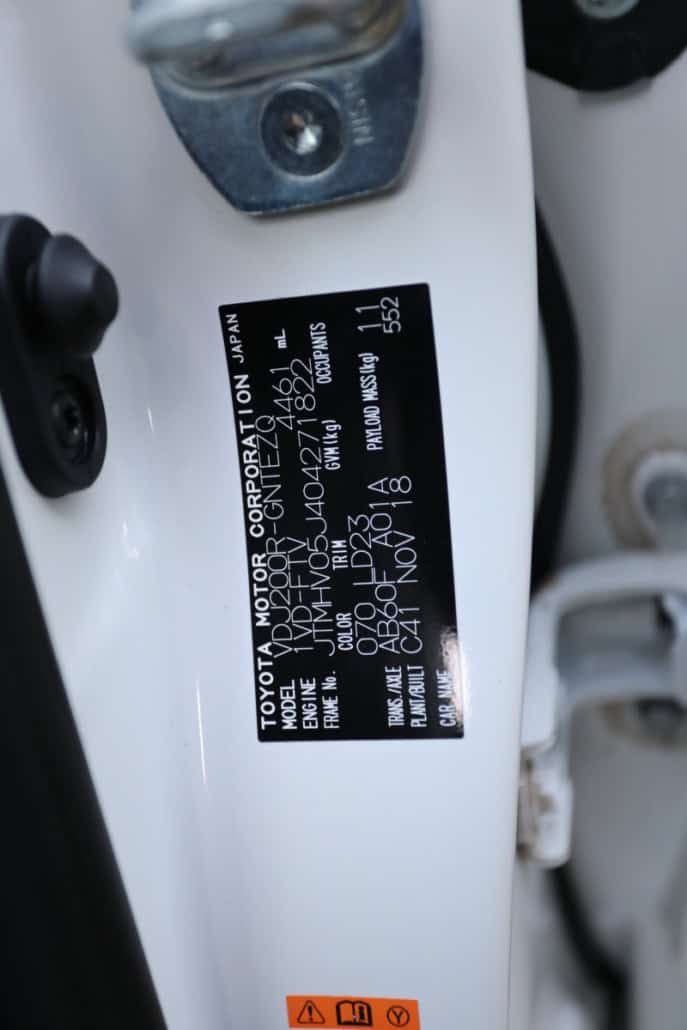 TOYOTA MOTOR CORPORATION JAPAN
MODEL VDJ200R-GNTEZQ
ENGINE 1VD-FTV 4461 mL
FRAME No. JTMHV05J404271822
COLOR TRIM GVM(kg) OCCUPANTS
070 LD23 PAYLOAD MASS(kg) 11
TRANS./AXLE AB60F A01A 552
PLANT/BUILT C41 NOV 18
CAR NAME
Y